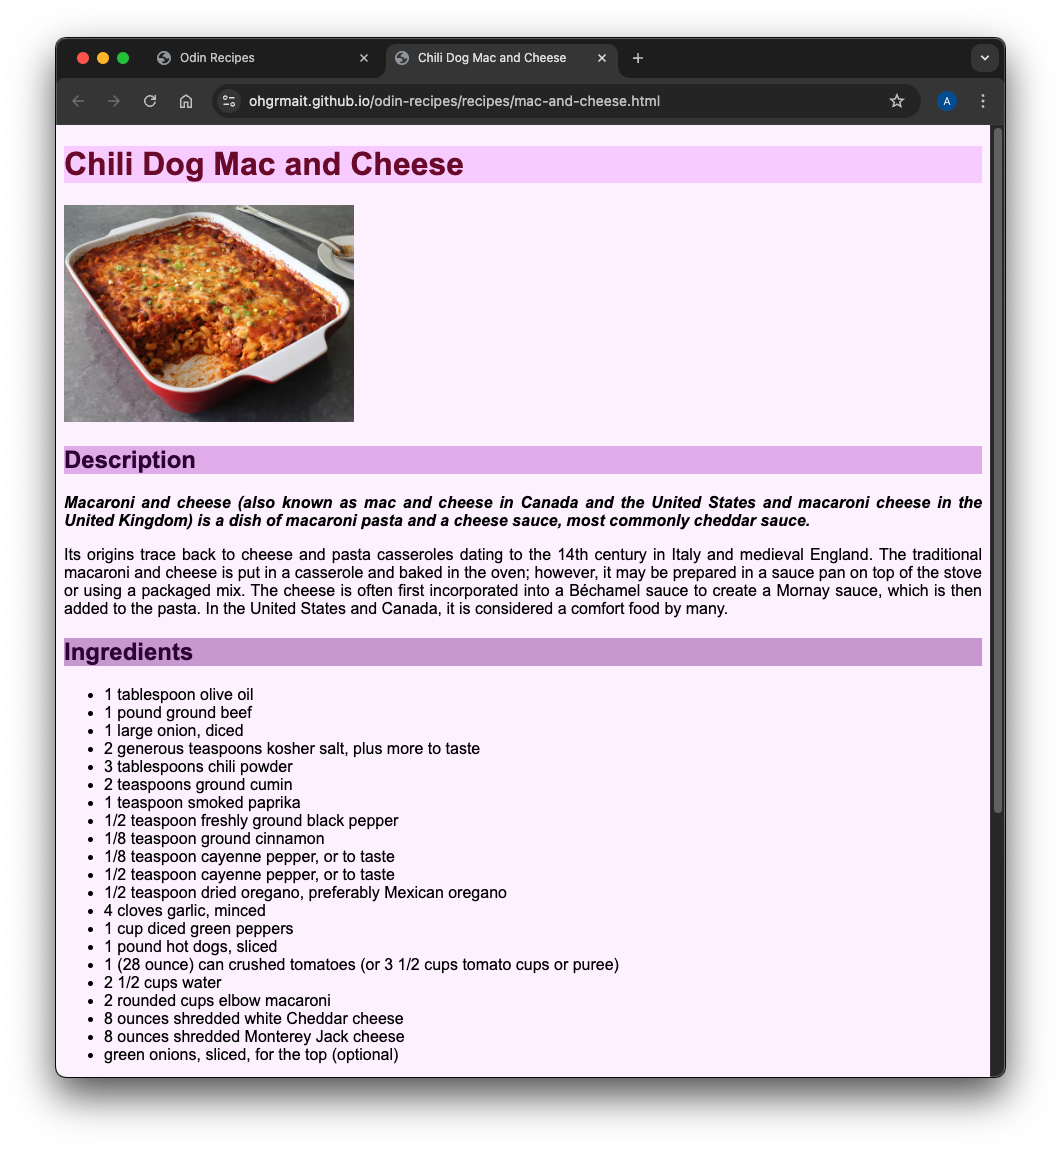 Odin Recipes
Chili Dog Mac and Cheese
ohgrmait.github.io/odin-recipes/recipes/mac-and-cheese.html
A
Chili Dog Mac and Cheese
Description
Macaroni and cheese (also known as mac and cheese in Canada and the United States and macaroni cheese in the
United Kingdom) is a dish of macaroni pasta and a cheese sauce, most commonly cheddar sauce.
Its origins trace back to cheese and pasta casseroles dating to the 14th century in Italy and medieval England. The traditional
macaroni and cheese is put in a casserole and baked in the oven; however, it may be prepared in a sauce pan on top of the stove
or using a packaged mix. The cheese is often first incorporated into a Béchamel sauce to create a Mornay sauce, which is then
added to the pasta. In the United States and Canada, it is considered a comfort food by many.
Ingredients
• 1 tablespoon olive oil
• 1 pound ground beef
• 1 large onion, diced
• 2 generous teaspoons kosher salt, plus more to taste
• 3 tablespoons chili powder
• 2 teaspoons ground cumin
• 1 teaspoon smoked paprika
• 1/2 teaspoon freshly ground black pepper
• 1/8 teaspoon ground cinnamon
• 1/8 teaspoon cayenne pepper, or to taste
• 1/2 teaspoon cayenne pepper, or to taste
• 1/2 teaspoon dried oregano, preferably Mexican oregano
• 4 cloves garlic, minced
• 1 cup diced green peppers
• 1 pound hot dogs, sliced
• 1 (28 ounce) can crushed tomatoes (or 3 1/2 cups tomato cups or puree)
• 2 1/2 cups water
• 2 rounded cups elbow macaroni
• 8 ounces shredded white Cheddar cheese
• 8 ounces shredded Monterey Jack cheese
• green onions, sliced, for the top (optional)